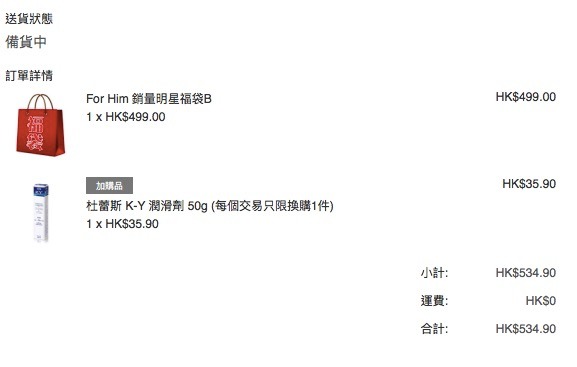 送貨狀態
備貨中
訂單詳情
福袋
For Him 銷量明星福袋B
HK$499.00
1 x HK$499.00
加購品
HK$35.90
杜蕾斯 K-Y 潤滑劑 50g (每個交易只限換購1件)
1 x HK$35.90
小計: HK$534.90
運費: HK$0
合計: HK$534.90